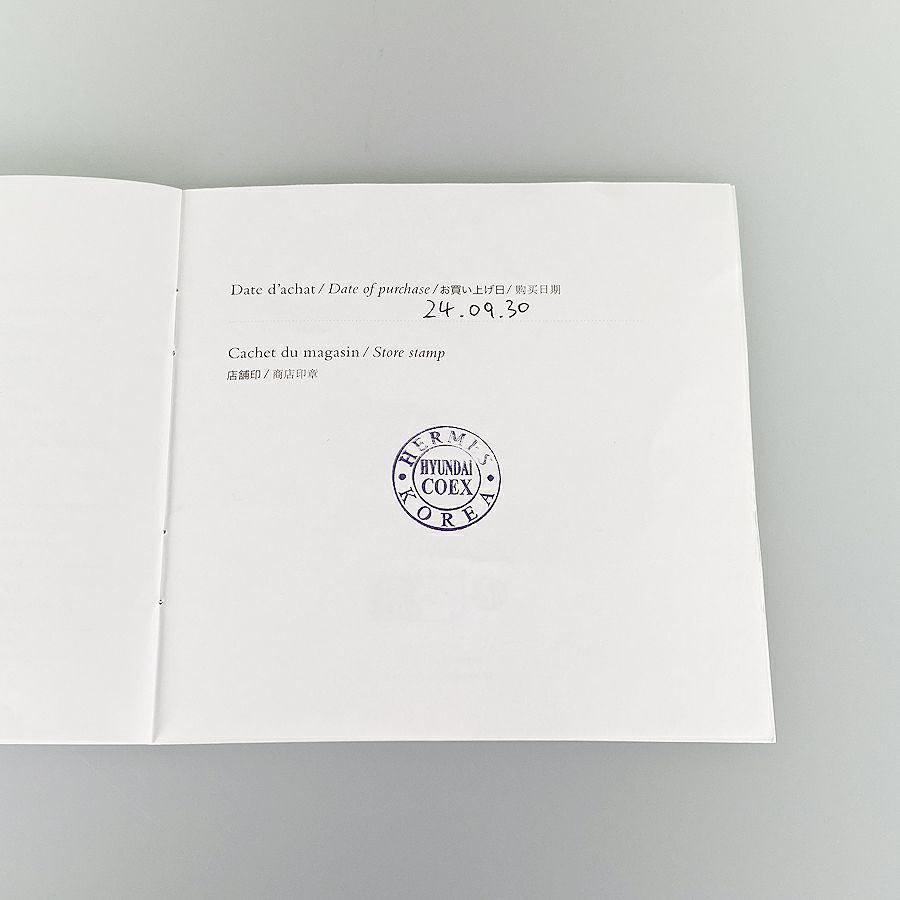 Date d'achat / Date of purchase / お買い上げ日 / 购买日期
24.09.30
Cachet du magasin / Store stamp
店舗印 / 商店印章
HERMES
HYUNDAI
COEX
KOREA